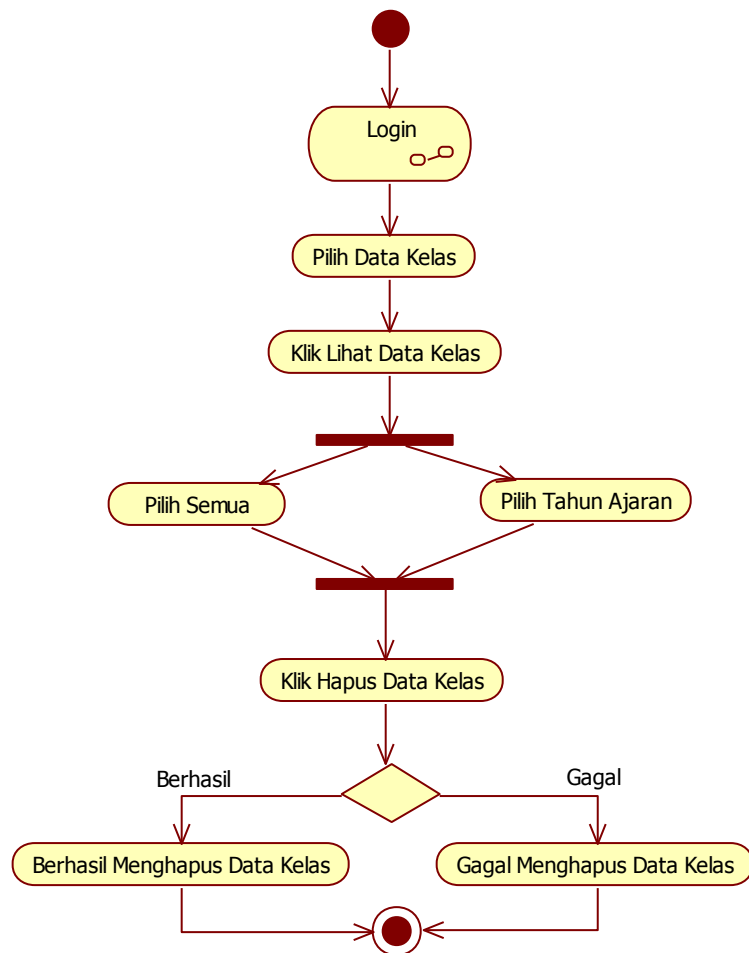 Login
Pilih Data Kelas
Klik Lihat Data Kelas
Pilih Semua
Pilih Tahun Ajaran
Klik Hapus Data Kelas
Berhasil
Gagal
Berhasil Menghapus Data Kelas
Gagal Menghapus Data Kelas